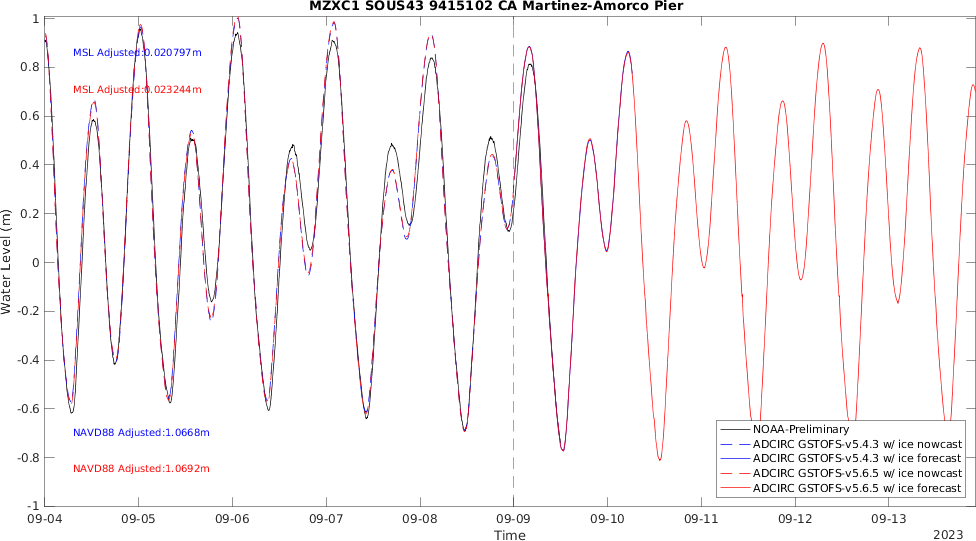 MZXC1 SOUS43 9415102 CA Martinez-Amorco Pier
1
0.8
0.6
0.4
0.2
0
-0.2
-0.4
-0.6
-0.8
-1
Water Level (m)
MSL Adjusted:0.020797m
MSL Adjusted:0.023244m
NAVD88 Adjusted:1.0668m
NAVD88 Adjusted:1.0692m
NOAA-Preliminary
ADCIRC GSTOFS-v5.4.3 w/ ice nowcast
ADCIRC GSTOFS-v5.4.3 w/ ice forecast
ADCIRC GSTOFS-v5.6.5 w/ ice nowcast
ADCIRC GSTOFS-v5.6.5 w/ ice forecast
09-04 09-05 09-06 09-07 09-08 09-09 09-10 09-11 09-12 09-13
Time
2023